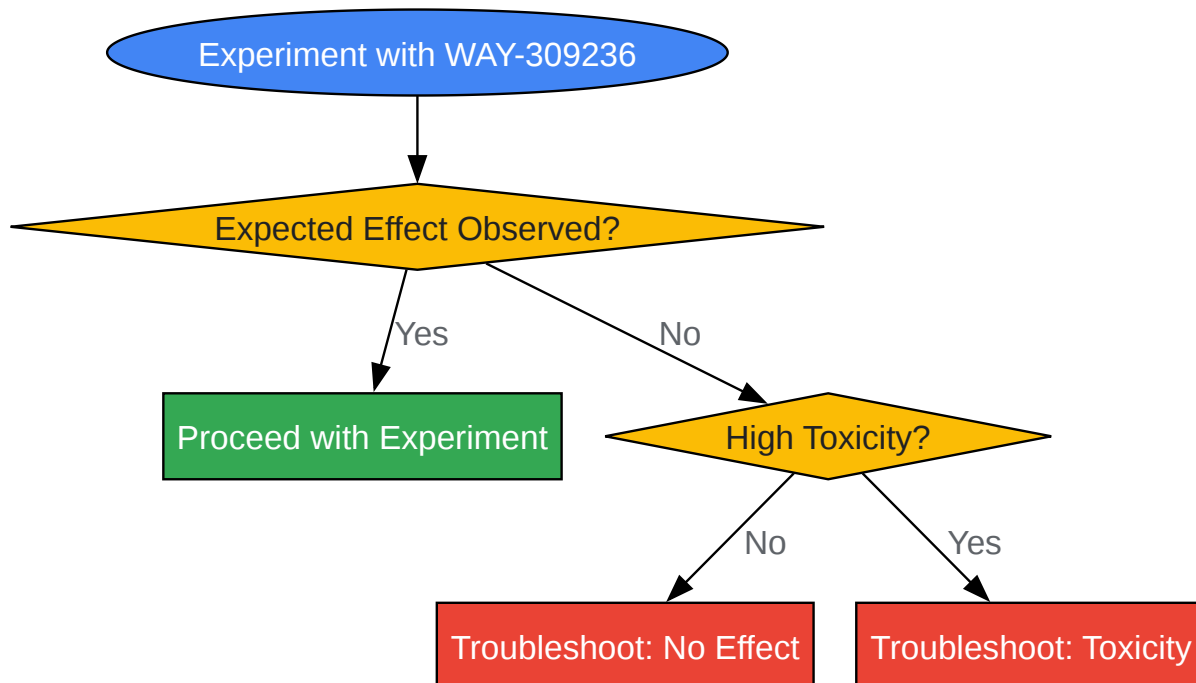 Experiment with WAY-309236
Expected Effect Observed?
Yes
No
Proceed with Experiment
High Toxicity?
No
Yes
Troubleshoot: No Effect
Troubleshoot: Toxicity